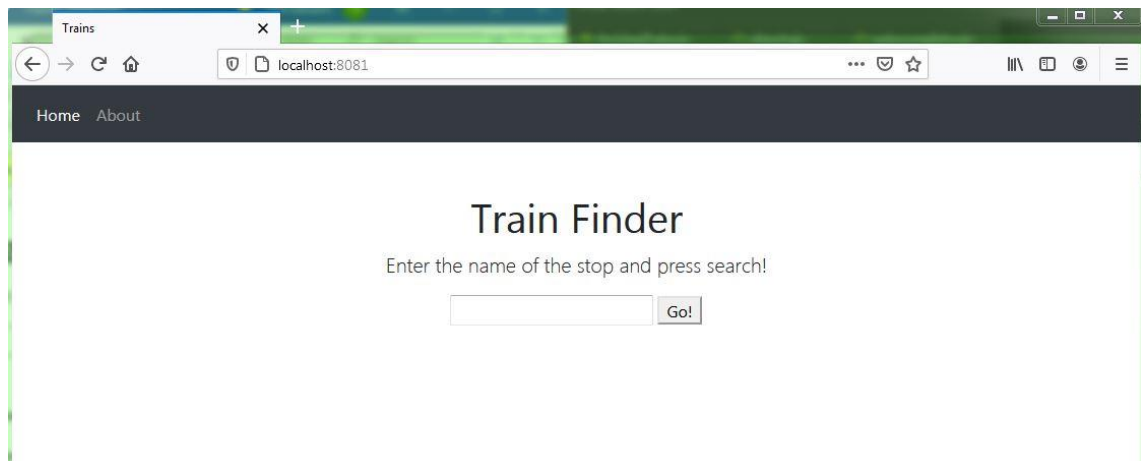 Trains
localhost:8081
Home About
Train Finder
Enter the name of the stop and press search!
Go!